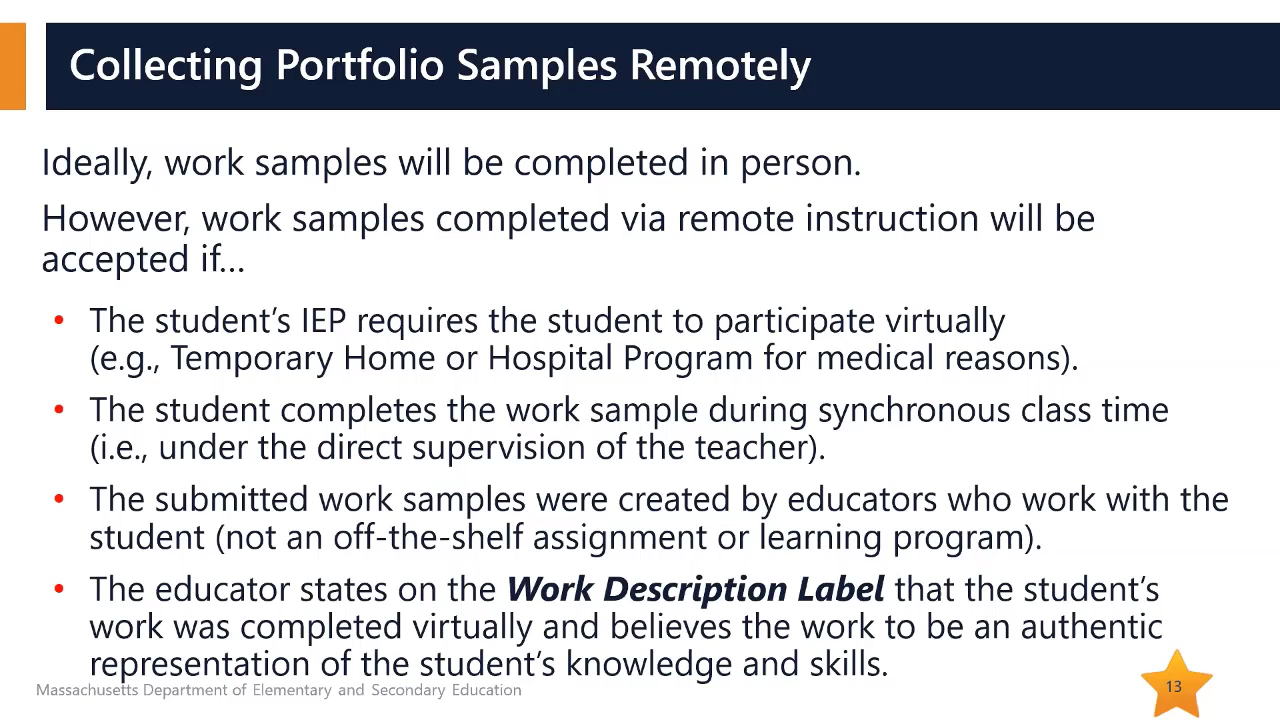 Collecting Portfolio Samples Remotely
Ideally, work samples will be completed in person.
However, work samples completed via remote instruction will be
accepted if…
• The student’s IEP requires the student to participate virtually
(e.g., Temporary Home or Hospital Program for medical reasons).
• The student completes the work sample during synchronous class time
(i.e., under the direct supervision of the teacher).
• The submitted work samples were created by educators who work with the
student (not an off-the-shelf assignment or learning program).
• The educator states on the Work Description Label that the student’s
work was completed virtually and believes the work to be an authentic
representation of the student’s knowledge and skills.
Massachusetts Department of Elementary and Secondary Education
13